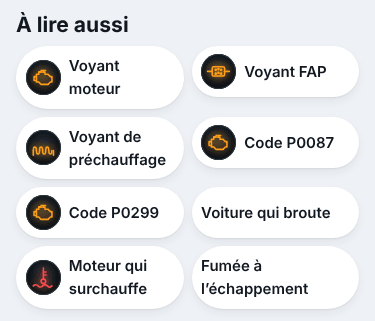 À lire aussi
Voyant
moteur
Voyant FAP
Voyant de
préchauffage
Code P0087
Code P0299
Voiture qui broute
Moteur qui
surchauffe
Fumée à
l’échappement